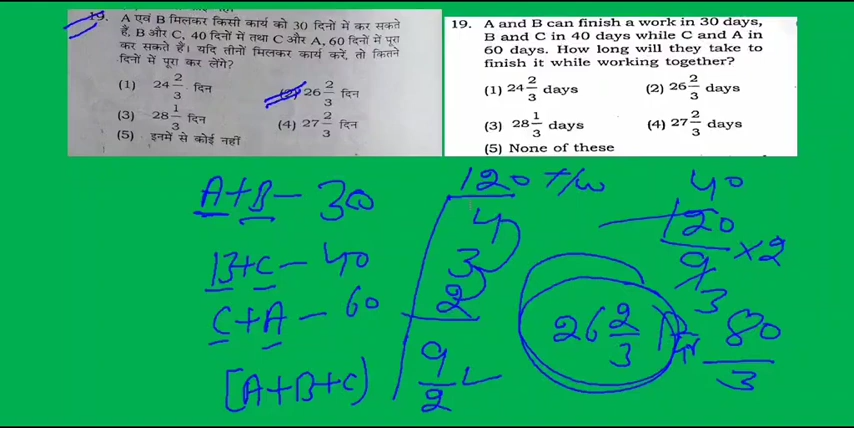 19. A एवं B मिलकर किसी कार्य को 30 दिनों में कर सकते
हैं, B और C, 40 दिनों में तथा C और A, 60 दिनों में पूरा
कर सकते हैं। यदि तीनों मिलकर कार्य करें, तो कितने
दिनों में पूरा कर लेंगे?
(1) 24 2/3 दिन (2) 26 2/3 दिन
(3) 28 1/3 दिन (4) 27 2/3 दिन
(5) इनमें से कोई नहीं
19. A and B can finish a work in 30 days,
B and C in 40 days while C and A in
60 days. How long will they take to
finish it while working together?
(1) 24 2/3 days (2) 26 2/3 days
(3) 28 1/3 days (4) 27 2/3 days
(5) None of these
A+B – 30
B+C – 40
C+A – 60
[A+B+C)
120 T/W
4
3
2
9/2
40
120/9 × 2
3
80/3
26 2/3